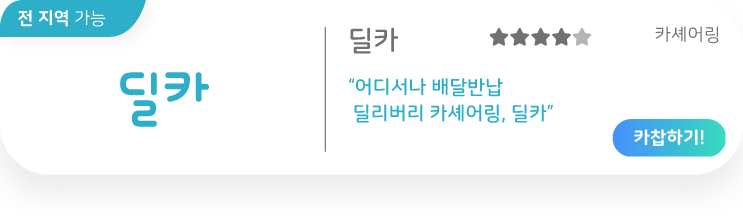 전 지역 가능
딜카
딜카
카셰어링
“어디서나 배달반납
딜리버리 카셰어링, 딜카”
카찹하기!